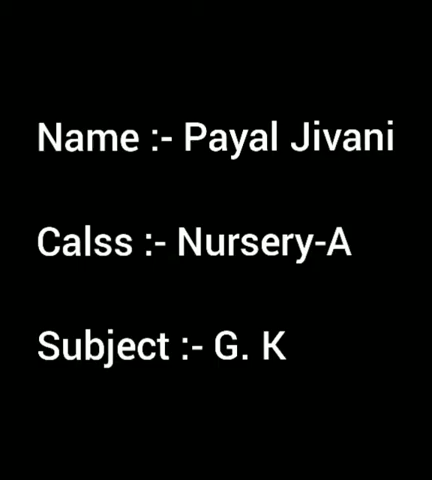 Name :- Payal Jivani
Calss :- Nursery-A
Subject :- G. K